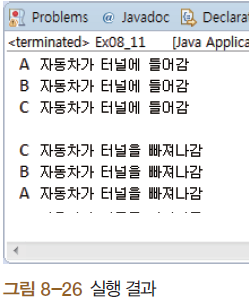 Problems @ Javadoc Declara
<terminated> Ex08_11 [Java Applica
A 자동차가 터널에 들어감
B 자동차가 터널에 들어감
C 자동차가 터널에 들어감
C 자동차가 터널을 빠져나감
B 자동차가 터널을 빠져나감
A 자동차가 터널을 빠져나감
그림 8-26 실행 결과